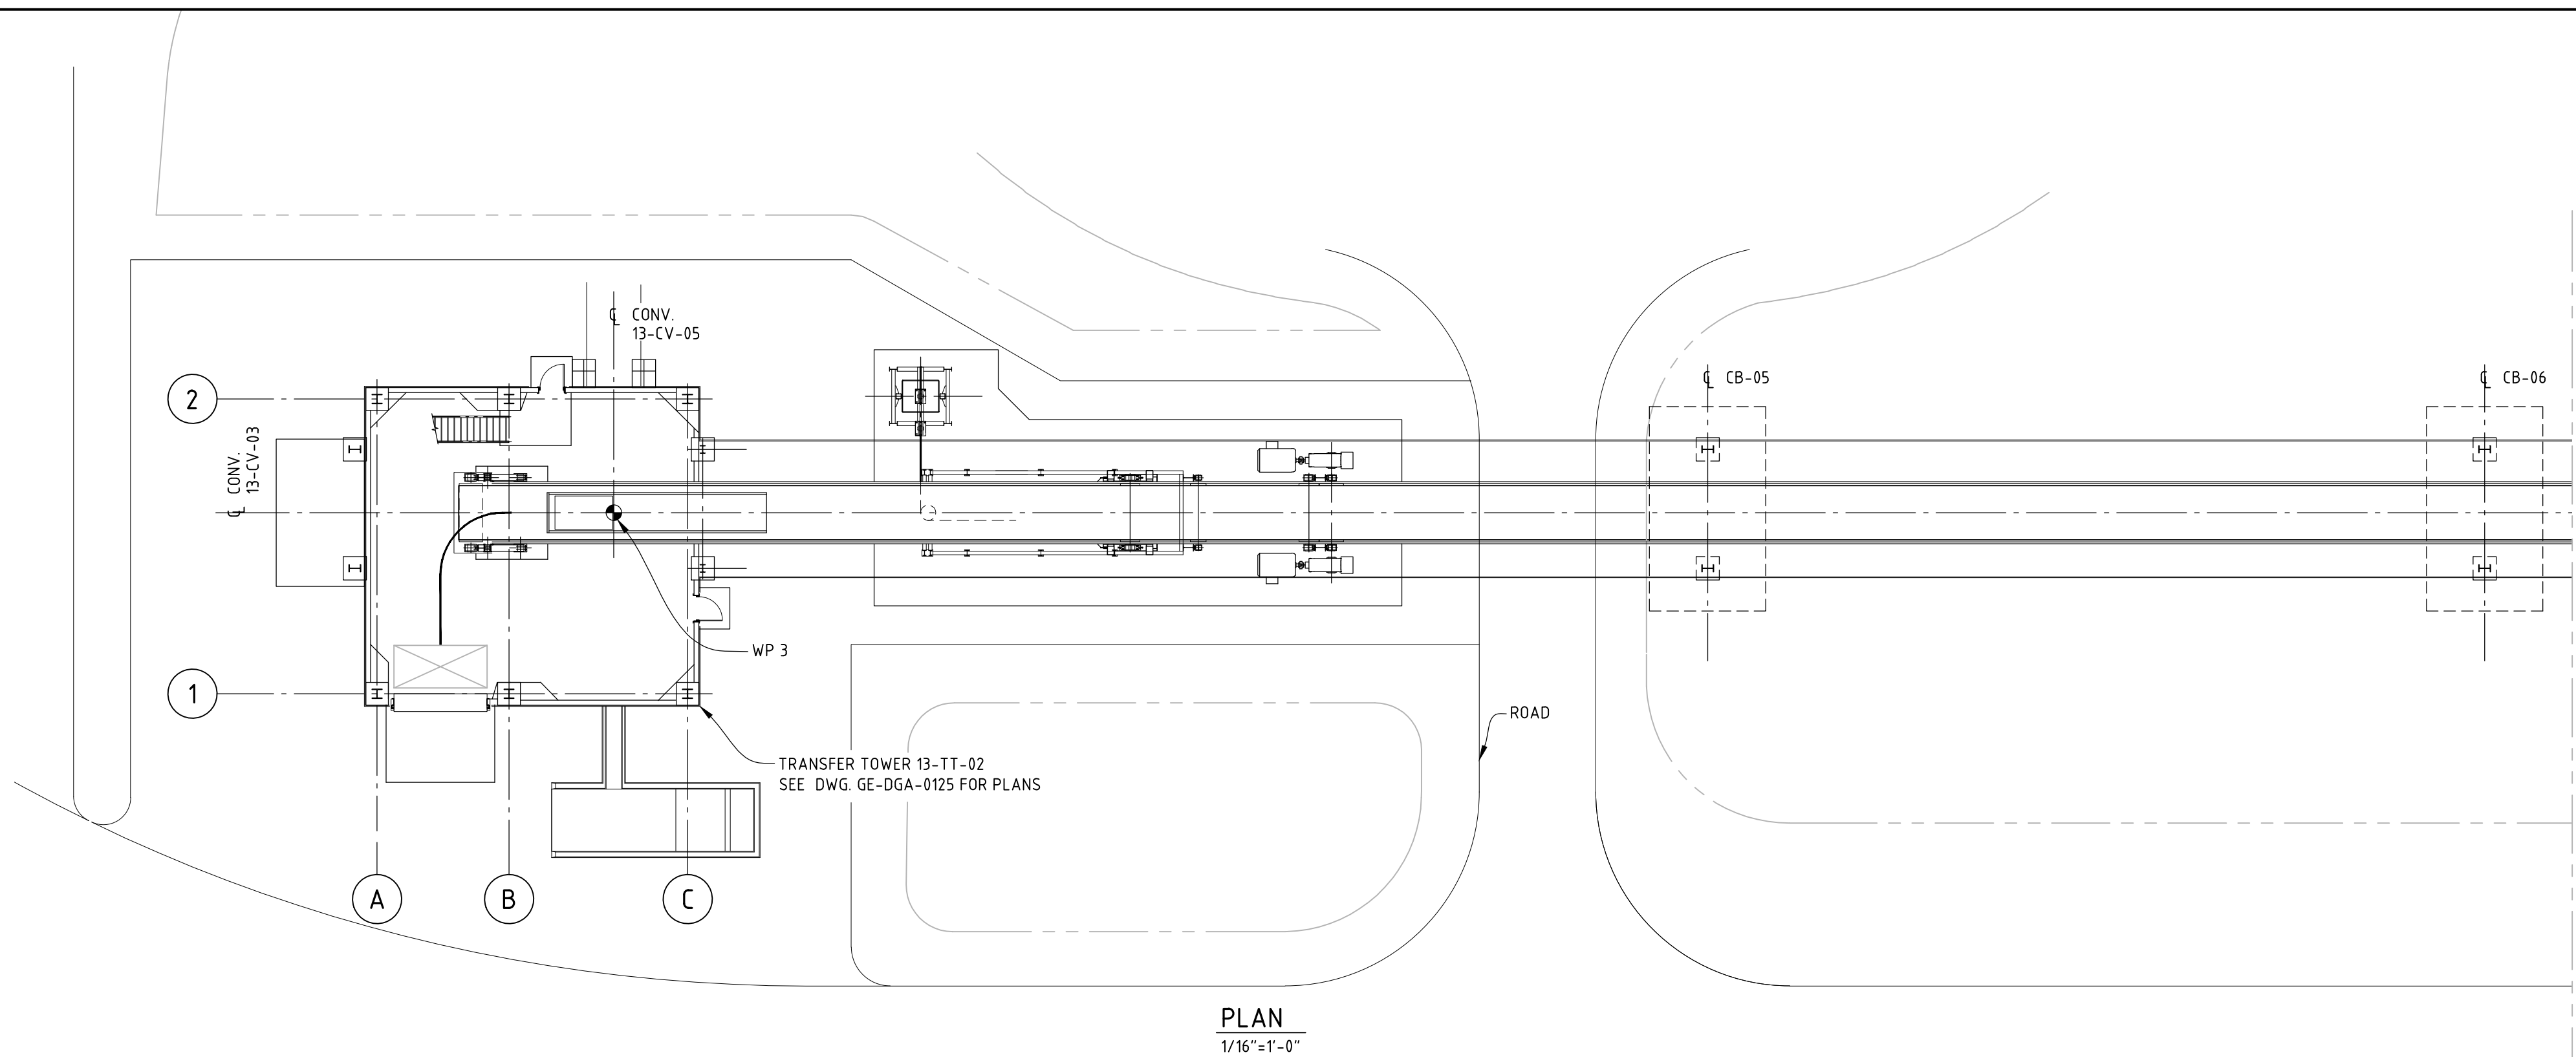 ℄ CONV.
13-CV-05
2
℄ CB-05
℄ CB-06
℄ CONV.
13-CV-03
WP 3
1
ROAD
TRANSFER TOWER 13-TT-02
SEE DWG. GE-DGA-0125 FOR PLANS
A
B
C
PLAN
1/16"=1'-0"